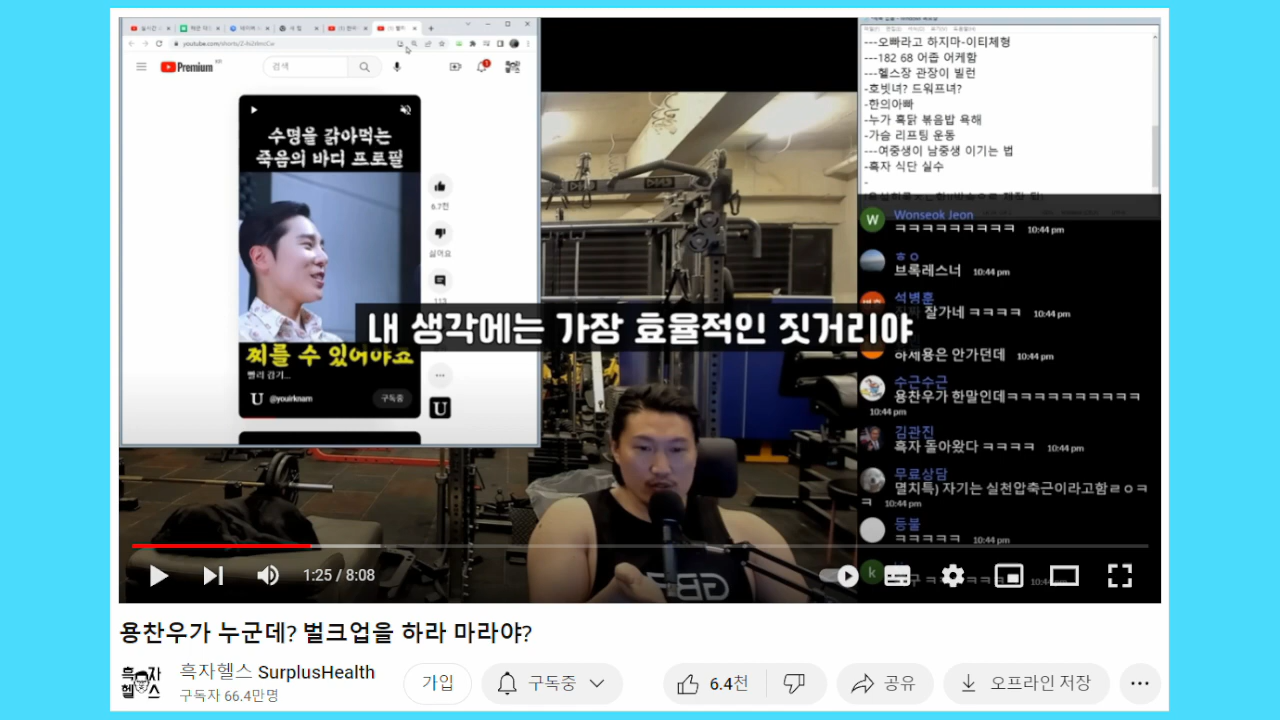 youtube.com/shorts/Z-hi2rlmcCw
Premium KR
검색
수명을 갉아먹는
죽음의 바디 프로필
6.7천
싫어요
113
찌를 수 있어야죠
빨리 감기...
@youirknam
구독중
---오빠라고 하지마-이티체형
---182 68 어좁 어케함
---헬스장 관장이 빌런
-호빗녀? 드워프녀?
-한의아빠
-누가 흑닭 볶음밥 욕해
-가슴 리프팅 운동
---여중생이 남중생 이기는 법
-흑자 식단 실수
-
W
Wonseok Jeon
ㅋㅋㅋㅋㅋㅋㅋㅋㅋ 10:44 pm
ㅎㅇ
브록레스너 10:44 pm
석병훈
잘가네 ㅋㅋㅋㅋ 10:44 pm
내 생각에는 가장 효율적인 짓거리야
하세용은 안가던데 10:44 pm
수근수근
용찬우가 한말인데ㅋㅋㅋㅋㅋㅋㅋㅋㅋㅋ
10:44 pm
김관진
흑자 돌아왔다 ㅋㅋㅋㅋ 10:44 pm
무료상담
멸치특) 자기는 실천압축근이라고함ㄹㅇㅋ
ㅋ 10:44 pm
등불
ㅋㅋㅋㅋㅋ 10:44 pm
k
1:25 / 8:08
용찬우가 누군데? 벌크업을 하라 마라야?
흑자헬스
흑자헬스 SurplusHealth
구독자 66.4만명
가입
구독중
6.4천
공유
오프라인 저장